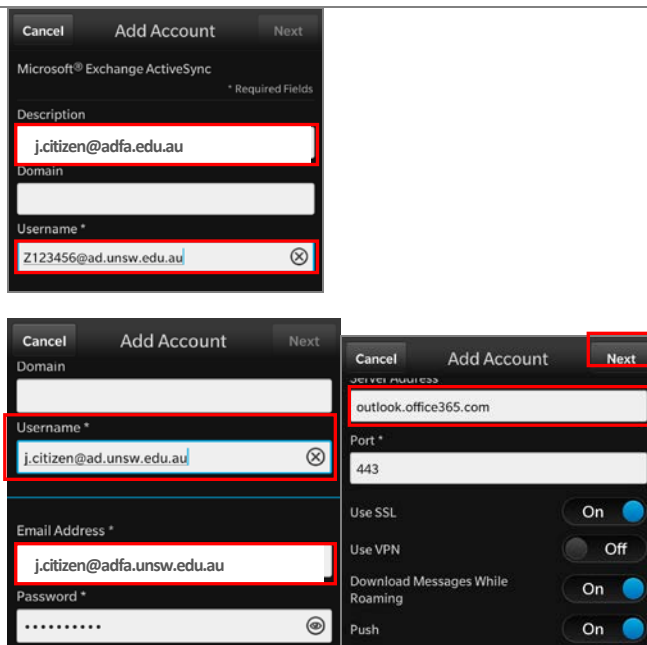 Cancel Add Account Next
Microsoft® Exchange ActiveSync
* Required Fields
Description
j.citizen@adfa.edu.au
Domain
Username *
Z123456@ad.unsw.edu.au
Cancel Add Account Next
Domain
Username *
j.citizen@ad.unsw.edu.au
Email Address *
j.citizen@adfa.unsw.edu.au
Password *
••••••••••
Cancel Add Account Next
Server Address
outlook.office365.com
Port *
443
Use SSL On
Use VPN Off
Download Messages While
Roaming On
Push On